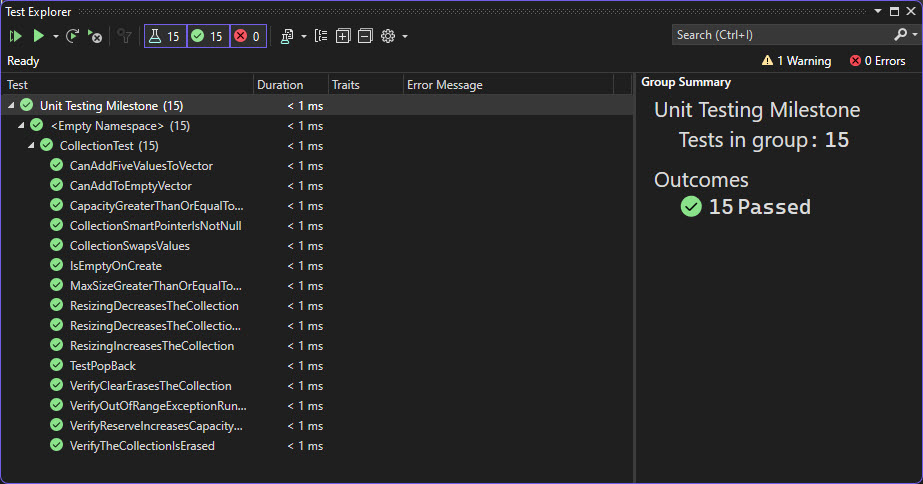 Test Explorer
15 15 0
Search (Ctrl+I)
Ready
1 Warning 0 Errors
Test Duration Traits Error Message
Unit Testing Milestone (15) < 1 ms
<Empty Namespace> (15) < 1 ms
CollectionTest (15) < 1 ms
CanAddFiveValuesToVector < 1 ms
CanAddToEmptyVector < 1 ms
CapacityGreaterThanOrEqualTo... < 1 ms
CollectionSmartPointerIsNotNull < 1 ms
CollectionSwapsValues < 1 ms
IsEmptyOnCreate < 1 ms
MaxSizeGreaterThanOrEqualTo... < 1 ms
ResizingDecreasesTheCollection < 1 ms
ResizingDecreasesTheCollectio... < 1 ms
ResizingIncreasesTheCollection < 1 ms
TestPopBack < 1 ms
VerifyClearErasesTheCollection < 1 ms
VerifyOutOfRangeExceptionRun... < 1 ms
VerifyReserveIncreasesCapacity... < 1 ms
VerifyTheCollectionIsErased < 1 ms
Group Summary
Unit Testing Milestone
Tests in group: 15
Outcomes
15 Passed